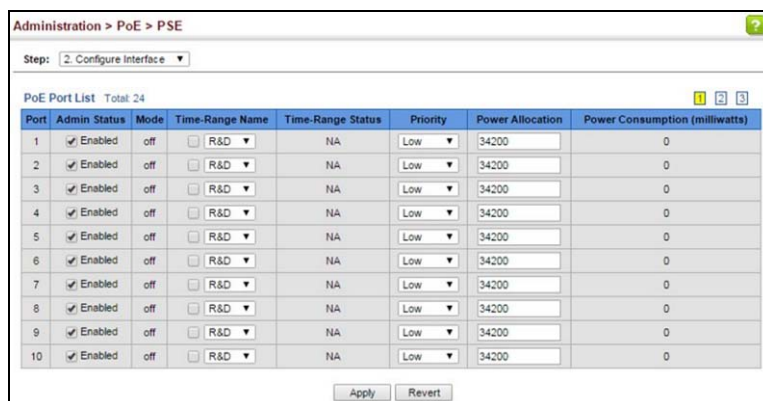 Administration > PoE > PSE
?
Step: 2. Configure Interface
PoE Port List Total: 24
1 2 3
Port Admin Status Mode Time-Range Name Time-Range Status Priority Power Allocation Power Consumption (milliwatts)
1 Enabled off R&D NA Low 34200 0
2 Enabled off R&D NA Low 34200 0
3 Enabled off R&D NA Low 34200 0
4 Enabled off R&D NA Low 34200 0
5 Enabled off R&D NA Low 34200 0
6 Enabled off R&D NA Low 34200 0
7 Enabled off R&D NA Low 34200 0
8 Enabled off R&D NA Low 34200 0
9 Enabled off R&D NA Low 34200 0
10 Enabled off R&D NA Low 34200 0
Apply Revert